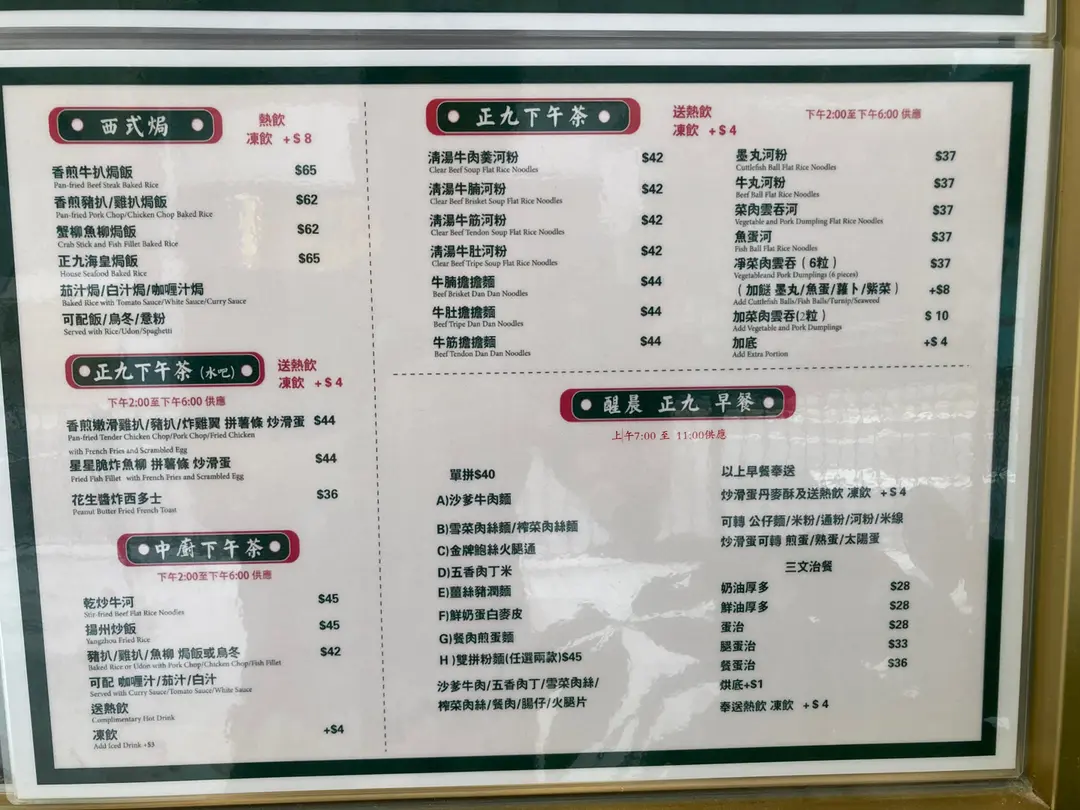 西式焗
熱飲
凍飲 +$8
香煎牛扒焗飯 $65
Pan-fried Beef Steak Baked Rice
香煎豬扒/雞扒焗飯 $62
Pan-fried Pork Chop/Chicken Chop Baked Rice
蟹柳魚柳焗飯 $62
Crab Stick and Fish Fillet Baked Rice
正九海皇焗飯 $65
House Seafood Baked Rice
茄汁焗/白汁焗/咖喱汁焗
Baked Rice with Tomato Sauce/White Sauce/Curry Sauce
可配飯/烏冬/意粉
Served with Rice/Udon/Spaghetti
正九下午茶(水吧)
送熱飲
凍飲 +$4
下午2:00至下午6:00 供應
香煎嫩滑雞扒/豬扒/炸雞翼 拼薯條 炒滑蛋 $44
Pan-fried Tender Chicken Chop/Pork Chop/Fried Chicken
with French Fries and Scrambled Egg
星星脆炸魚柳 拼薯條 炒滑蛋 $44
Fried Fish Fillet with French Fries and Scrambled Egg
花生醬炸西多士 $36
Peanut Butter Fried French Toast
中廚下午茶
下午2:00至下午6:00 供應
乾炒牛河 $45
Stir-fried Beef Flat Rice Noodles
揚州炒飯 $45
Yangzhou Fried Rice
豬扒/雞扒/魚柳 焗飯或烏冬 $42
Baked Rice or Udon with Pork Chop/Chicken Chop/Fish Fillet
可配 咖喱汁/茄汁/白汁
Served with Curry Sauce/Tomato Sauce/White Sauce
送熱飲
Complimentary Hot Drink
凍飲 +$4
Add Iced Drink +$3
正九下午茶
送熱飲
凍飲 +$4
下午2:00至下午6:00 供應
清湯牛肉羹河粉 $42
Clear Beef Soup Flat Rice Noodles
清湯牛腩河粉 $42
Clear Beef Brisket Soup Flat Rice Noodles
清湯牛筋河粉 $42
Clear Beef Tendon Soup Flat Rice Noodles
清湯牛肚河粉 $42
Clear Beef Tripe Soup Flat Rice Noodles
牛腩擔擔麵 $44
Beef Brisket Dan Dan Noodles
牛肚擔擔麵 $44
Beef Tripe Dan Dan Noodles
牛筋擔擔麵 $44
Beef Tendon Dan Dan Noodles
墨丸河粉 $37
Cuttlefish Ball Flat Rice Noodles
牛丸河粉 $37
Beef Ball Flat Rice Noodles
菜肉雲吞河 $37
Vegetable and Pork Dumpling Flat Rice Noodles
魚蛋河 $37
Fish Ball Flat Rice Noodles
凈菜肉雲吞（6粒） $37
Vegetableand Pork Dumplings (6 pieces)
（加餸 墨丸/魚蛋/蘿卜/紫菜） +$8
Add Cuttlefish Balls/Fish Balls/Turnip/Seaweed
加菜肉雲吞(2粒） $ 10
Add Vegetable and Pork Dumplings
加底 +$ 4
Add Extra Portion
醒晨 正九 早餐
上午7:00 至 11:00供應
單拼$40
A)沙爹牛肉麵
B)雪菜肉絲麵/榨菜肉絲麵
C)金牌鮑絲火腿通
D)五香肉丁米
E)薑絲豬潤麵
F)鮮奶蛋白麥皮
G)餐肉煎蛋麵
H )雙拼粉麵(任選兩款)$45
沙爹牛肉/五香肉丁/雪菜肉絲/
榨菜肉絲/餐肉/腸仔/火腿片
以上早餐奉送
炒滑蛋丹麥酥及送熱飲 凍飲 +$4
可轉 公仔麵/米粉/通粉/河粉/米線
炒滑蛋可轉 煎蛋/熟蛋/太陽蛋
三文治餐
奶油厚多 $28
鮮油厚多 $28
蛋治 $28
腿蛋治 $33
餐蛋治 $36
烘底+$1
奉送熱飲 凍飲 +$4